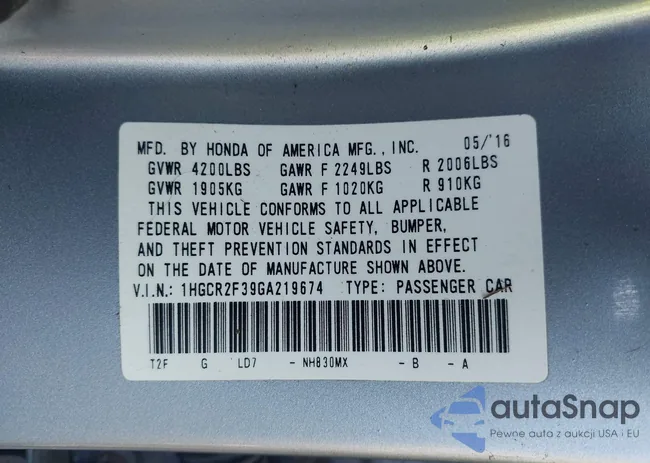 MFD. BY HONDA OF AMERICA MFG., INC. 05/'16
GVWR 4200LBS GAWR F 2249LBS R 2006LBS
GVWR 1905KG GAWR F 1020KG R 910KG
THIS VEHICLE CONFORMS TO ALL APPLICABLE
FEDERAL MOTOR VEHICLE SAFETY, BUMPER,
AND THEFT PREVENTION STANDARDS IN EFFECT
ON THE DATE OF MANUFACTURE SHOWN ABOVE.
V.I.N.: 1HGCR2F39GA219674 TYPE: PASSENGER CAR
T2F G LD7 - NH830MX - B - A
autoSnap
Pewne auta z aukcji USA i EU